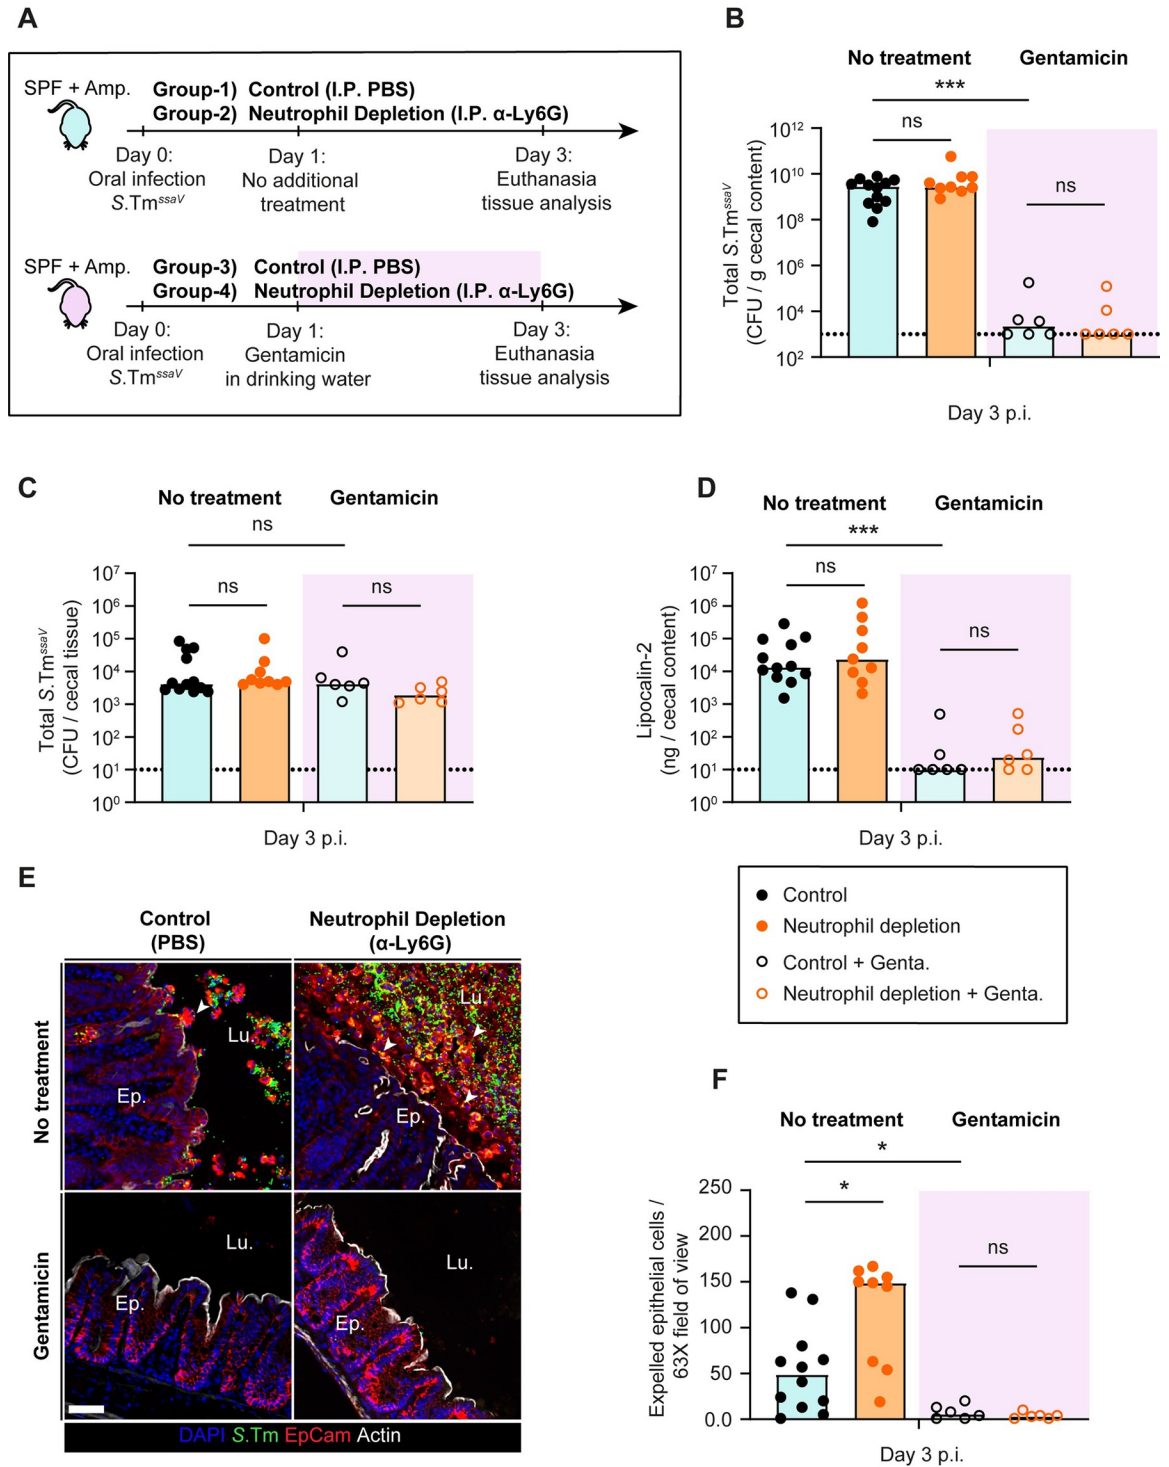 A
SPF + Amp.
Group-1) Control (I.P. PBS)
Group-2) Neutrophil Depletion (I.P. α-Ly6G)
Day 0:
Oral infection
S.Tmssav
Day 1:
No additional
treatment
Day 3:
Euthanasia
tissue analysis
SPF + Amp.
Group-3) Control (I.P. PBS)
Group-4) Neutrophil Depletion (I.P. α-Ly6G)
Day 0:
Oral infection
S.TmssaV
Day 1:
Gentamicin
in drinking water
Day 3:
Euthanasia
tissue analysis
B
No treatment Gentamicin
***
ns
ns
Total S.TmssaV
(CFU / g cecal content)
10¹²
10¹⁰
10⁸
10⁶
10⁴
10²
Day 3 p.i.
C
No treatment Gentamicin
ns
ns
ns
Total S.TmssaV
(CFU / cecal tissue)
10⁷
10⁶
10⁵
10⁴
10³
10²
10¹
10⁰
Day 3 p.i.
D
No treatment Gentamicin
***
ns
ns
Lipocalin-2
(ng / cecal content)
10⁷
10⁶
10⁵
10⁴
10³
10²
10¹
10⁰
Day 3 p.i.
Control
Neutrophil depletion
Control + Genta.
Neutrophil depletion + Genta.
E
Control
(PBS)
Neutrophil Depletion
(α-Ly6G)
No treatment
Lu.
Ep.
Lu.
Ep.
Gentamicin
Lu.
Ep.
Lu.
Ep.
DAPI S.Tm EpCam Actin
F
No treatment Gentamicin
*
*
ns
Expelled epithelial cells /
63X field of view
250
200
150
100
50
0.0
Day 3 p.i.